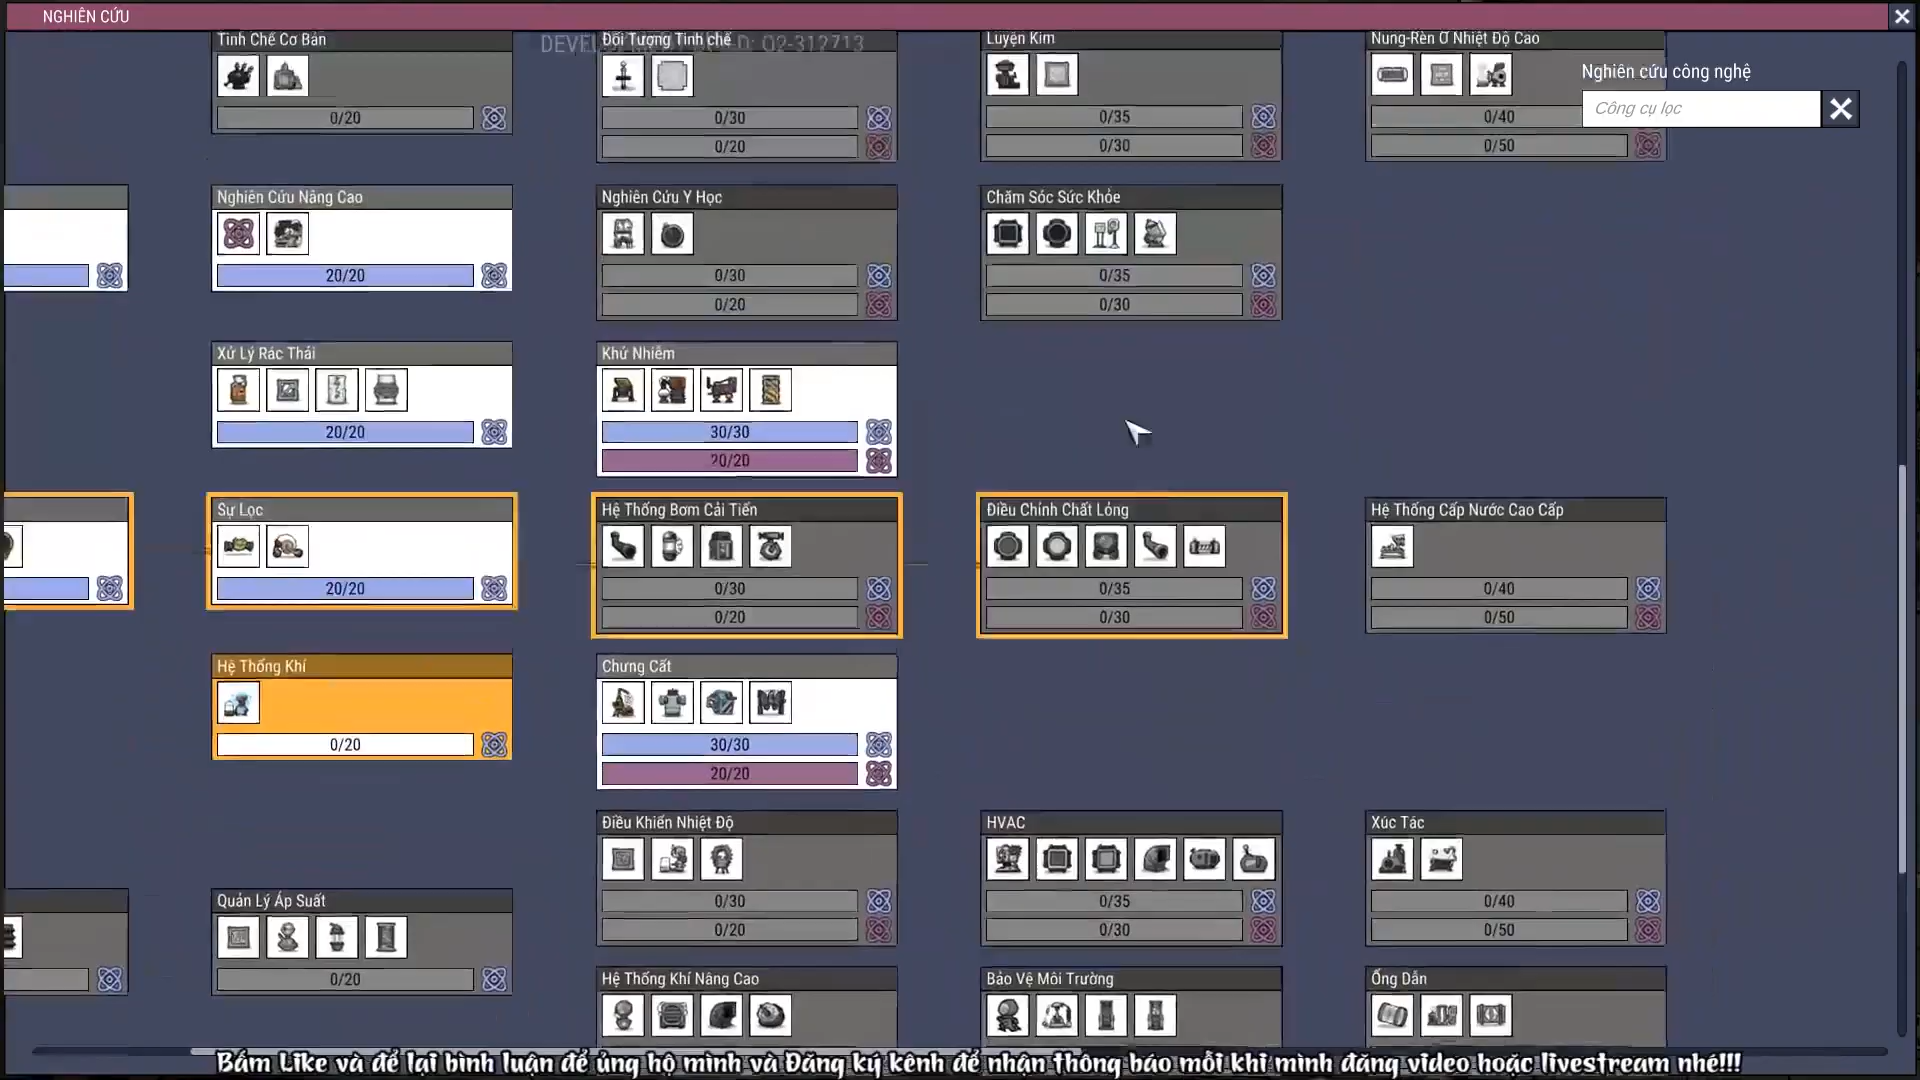 NGHIÊN CỨU
Tinh Chế Cơ Bản
Đối Tượng Tinh chế
Luyện Kim
Nung-Rèn Ở Nhiệt Độ Cao
Nghiên cứu công nghệ
Công cụ lọc
0/20
0/30
0/20
0/35
0/30
0/40
0/50
Nghiên Cứu Nâng Cao
Nghiên Cứu Y Học
Chăm Sóc Sức Khỏe
20/20
0/30
0/20
0/35
0/30
Xử Lý Rác Thải
Khử Nhiễm
20/20
30/30
20/20
Sự Lọc
Hệ Thống Bơm Cải Tiến
Điều Chỉnh Chất Lỏng
Hệ Thống Cấp Nước Cao Cấp
20/20
0/30
0/20
0/35
0/30
0/40
0/50
Hệ Thống Khí
Chưng Cất
0/20
30/30
20/20
Điều Khiển Nhiệt Độ
HVAC
Xúc Tác
0/30
0/20
0/35
0/30
0/40
0/50
Quản Lý Áp Suất
0/20
Hệ Thống Khí Nâng Cao
Bảo Vệ Môi Trường
Ống Dẫn
Bấm Like và để lại bình luận để ủng hộ mình và Đăng ký kênh để nhận thông báo mỗi khi mình đăng video hoặc livestream nhé!!!